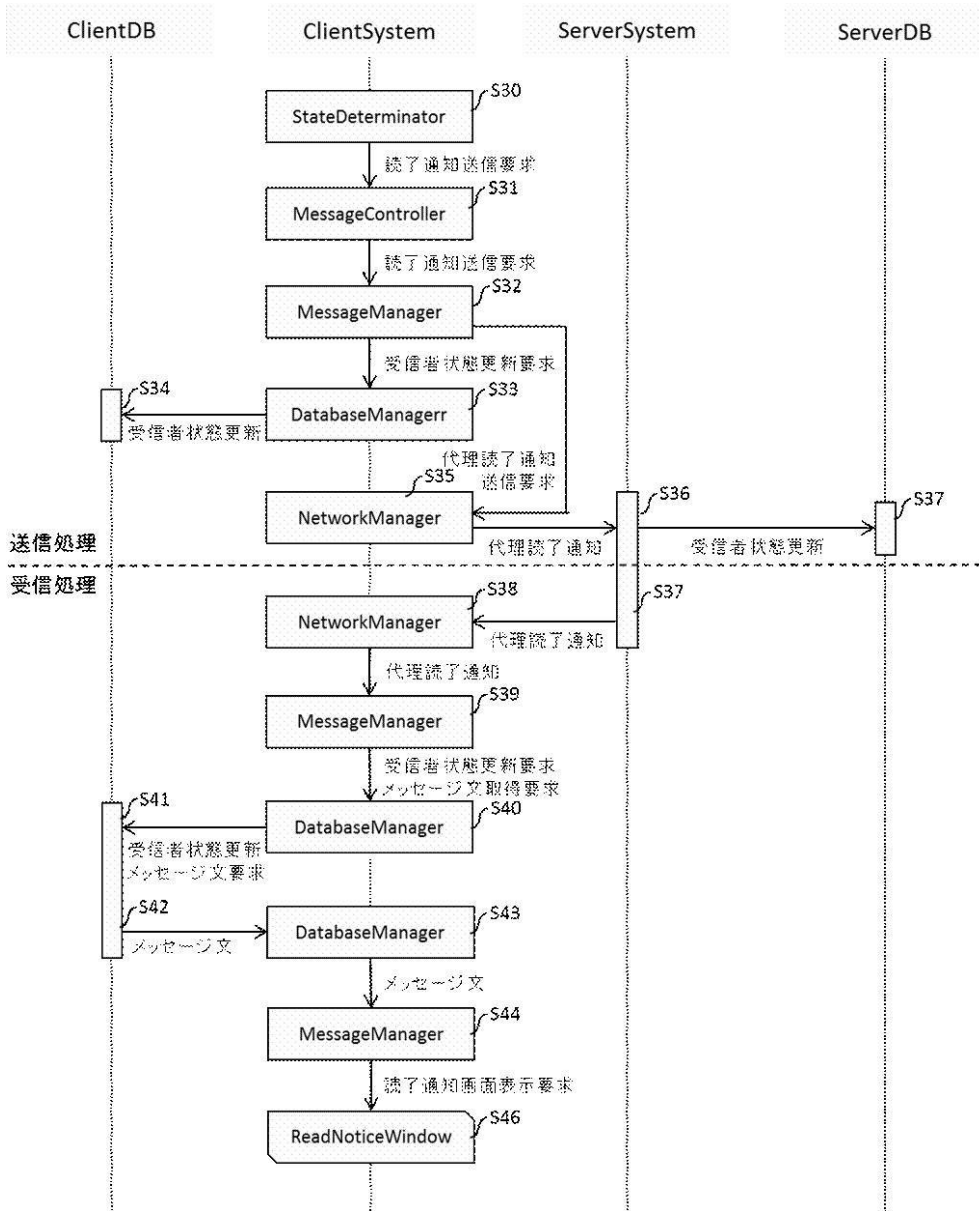 ClientDB
ClientSystem
ServerSystem
ServerDB
S30
StateDeterminator
読了通知送信要求
S31
MessageController
読了通知送信要求
S32
MessageManager
受信者状態更新要求
S34
S33
DatabaseManagerr
受信者状態更新
代理読了通知
送信要求
S35
S36
S37
NetworkManager
代理読了通知
受信者状態更新
送信処理
受信処理
S38
S37
NetworkManager
代理読了通知
代理読了通知
S39
MessageManager
受信者状態更新要求
メッセージ文取得要求
S41
S40
DatabaseManager
受信者状態更新
メッセージ文要求
S42
S43
DatabaseManager
メッセージ文
メッセージ文
S44
MessageManager
読了通知画面表示要求
S46
ReadNoticeWindow